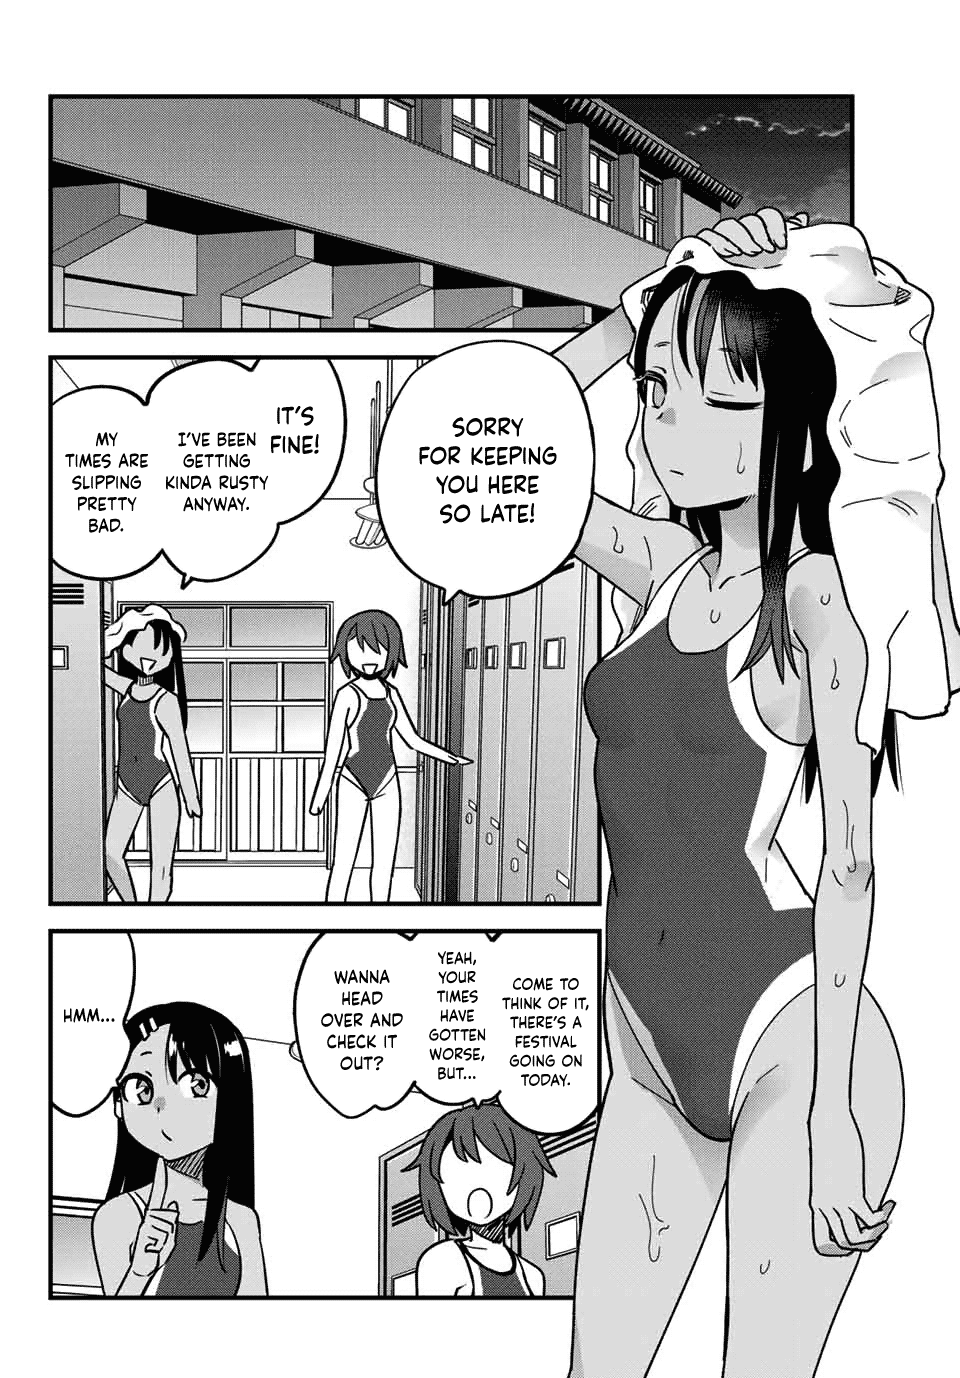 SORRY
FOR KEEPING
YOU HERE
SO LATE!
IT'S
FINE!
I'VE BEEN
GETTING
KINDA RUSTY
ANYWAY.
MY
TIMES ARE
SLIPPING
PRETTY
BAD.
COME TO
THINK OF IT,
THERE'S A
FESTIVAL
GOING ON
TODAY.
YEAH,
YOUR
TIMES
HAVE
GOTTEN
WORSE,
BUT...
WANNA
HEAD
OVER AND
CHECK IT
OUT?
HMM...